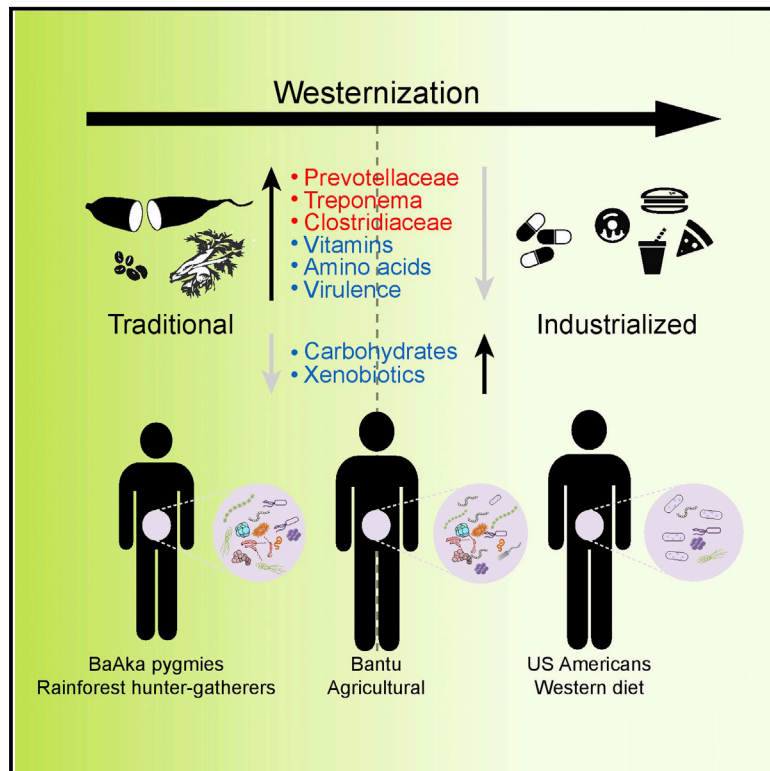 Westernization
• Prevotellaceae
• Treponema
• Clostridiaceae
• Vitamins
• Amino acids
• Virulence
Traditional
Industrialized
• Carbohydrates
• Xenobiotics
BaAka pygmies
Rainforest hunter-gatherers
Bantu
Agricultural
US Americans
Western diet